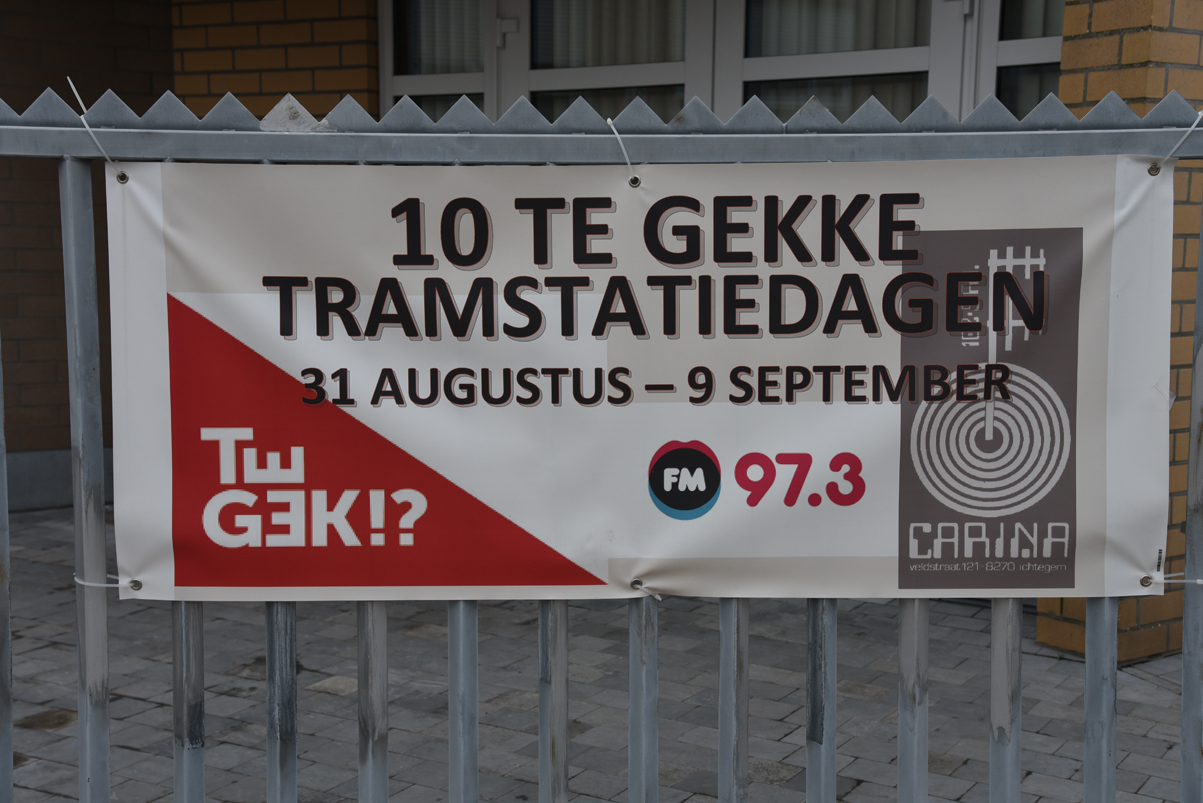 10 TE GEKKE
TRAMSTATIEDAGEN
31 AUGUSTUS – 9 SEPTEMBER
TE
GEK!?
FM 97.3
CARINA
veldstraat 121-8270 ichtegem